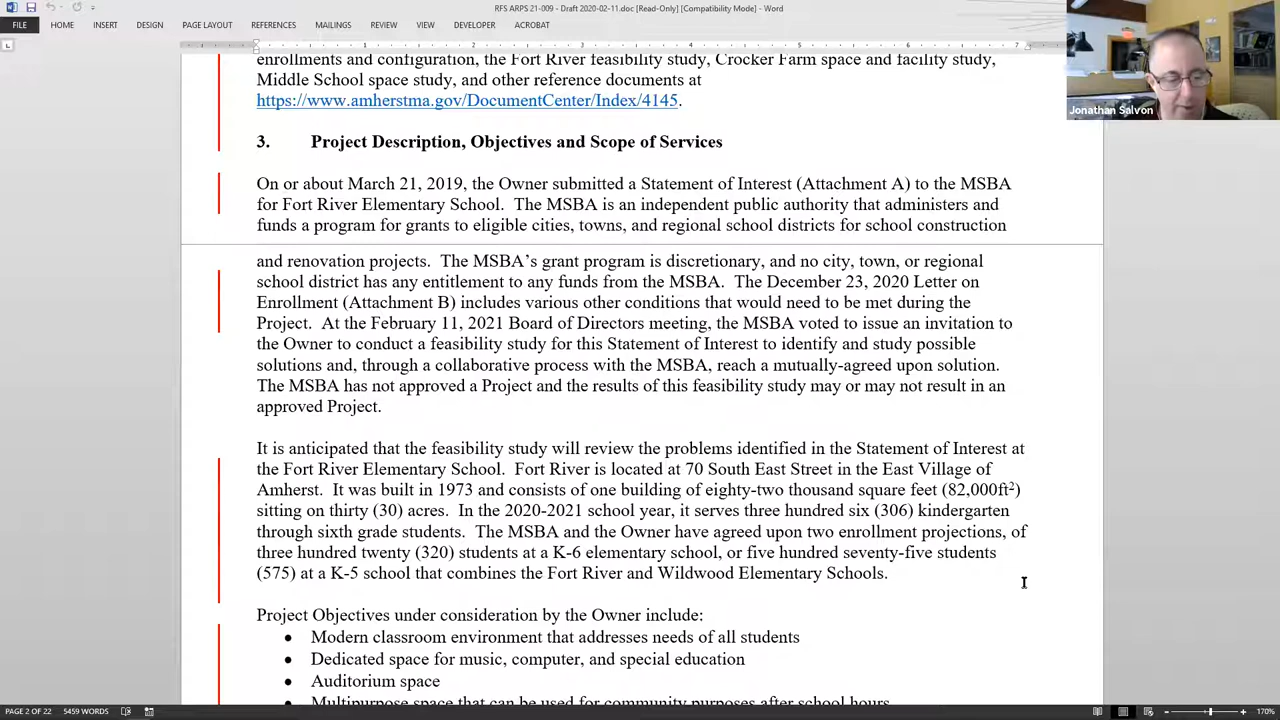 RFS ARPS 21-009 - Draft 2020-02-11.doc [Read-Only] [Compatibility Mode] - Word
FILE HOME INSERT DESIGN PAGE LAYOUT REFERENCES MAILINGS REVIEW VIEW DEVELOPER ACROBAT
Jonathan Salvon
enrollments and configuration, the Fort River feasibility study, Crocker Farm space and facility study,
Middle School space study, and other reference documents at
https://www.amherstma.gov/DocumentCenter/Index/4145.
3. Project Description, Objectives and Scope of Services
On or about March 21, 2019, the Owner submitted a Statement of Interest (Attachment A) to the MSBA
for Fort River Elementary School. The MSBA is an independent public authority that administers and
funds a program for grants to eligible cities, towns, and regional school districts for school construction
and renovation projects. The MSBA’s grant program is discretionary, and no city, town, or regional
school district has any entitlement to any funds from the MSBA. The December 23, 2020 Letter on
Enrollment (Attachment B) includes various other conditions that would need to be met during the
Project. At the February 11, 2021 Board of Directors meeting, the MSBA voted to issue an invitation to
the Owner to conduct a feasibility study for this Statement of Interest to identify and study possible
solutions and, through a collaborative process with the MSBA, reach a mutually-agreed upon solution.
The MSBA has not approved a Project and the results of this feasibility study may or may not result in an
approved Project.
It is anticipated that the feasibility study will review the problems identified in the Statement of Interest at
the Fort River Elementary School. Fort River is located at 70 South East Street in the East Village of
Amherst. It was built in 1973 and consists of one building of eighty-two thousand square feet (82,000ft²)
sitting on thirty (30) acres. In the 2020-2021 school year, it serves three hundred six (306) kindergarten
through sixth grade students. The MSBA and the Owner have agreed upon two enrollment projections, of
three hundred twenty (320) students at a K-6 elementary school, or five hundred seventy-five students
(575) at a K-5 school that combines the Fort River and Wildwood Elementary Schools.
Project Objectives under consideration by the Owner include:
● Modern classroom environment that addresses needs of all students
● Dedicated space for music, computer, and special education
● Auditorium space
● Multipurpose space that can be used for community purposes after school hours
PAGE 2 OF 22 5459 WORDS 170%